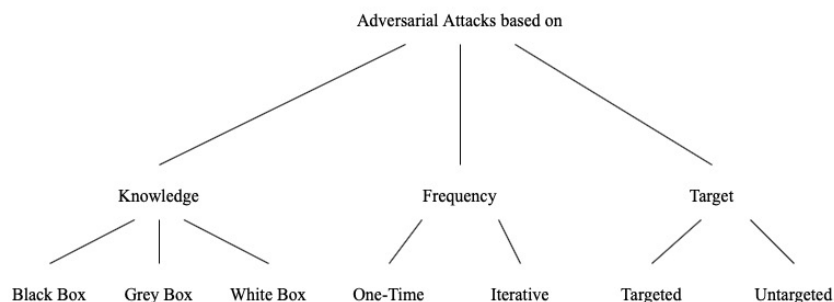 Adversarial Attacks based on
Knowledge Frequency Target
Black Box Grey Box White Box One-Time Iterative Targeted Untargeted